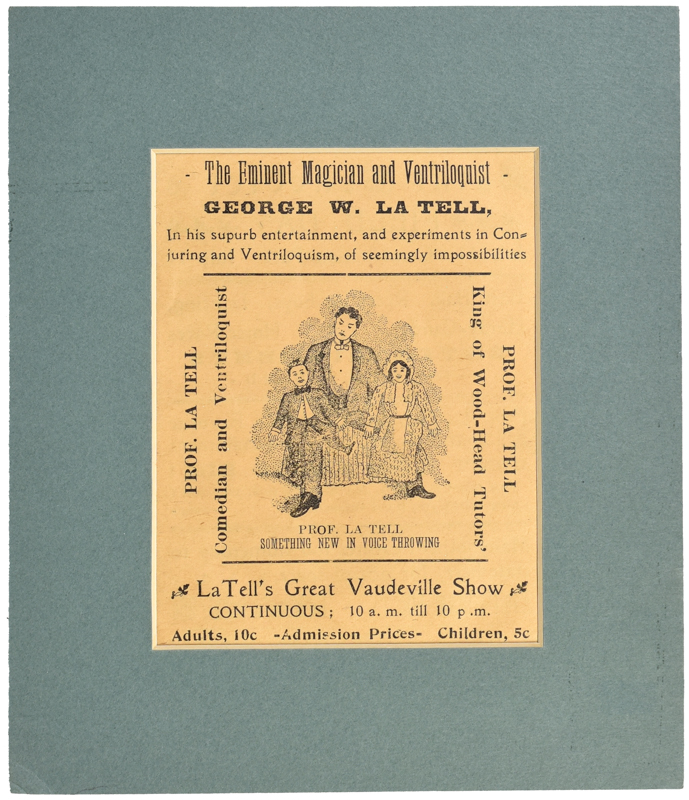 - The Eminent Magician and Ventriloquist -
GEORGE W. LA TELL,
In his supurb entertainment, and experiments in Con=
juring and Ventriloquism, of seemingly impossibilities
PROF. LA TELL
Comedian and Ventriloquist
King of Wood-Head Tutors'
PROF. LA TELL
PROF. LA TELL
SOMETHING NEW IN VOICE THROWING
LaTell's Great Vaudeville Show
CONTINUOUS; 10 a. m. till 10 p .m.
Adults, 10c -Admission Prices- Children, 5c